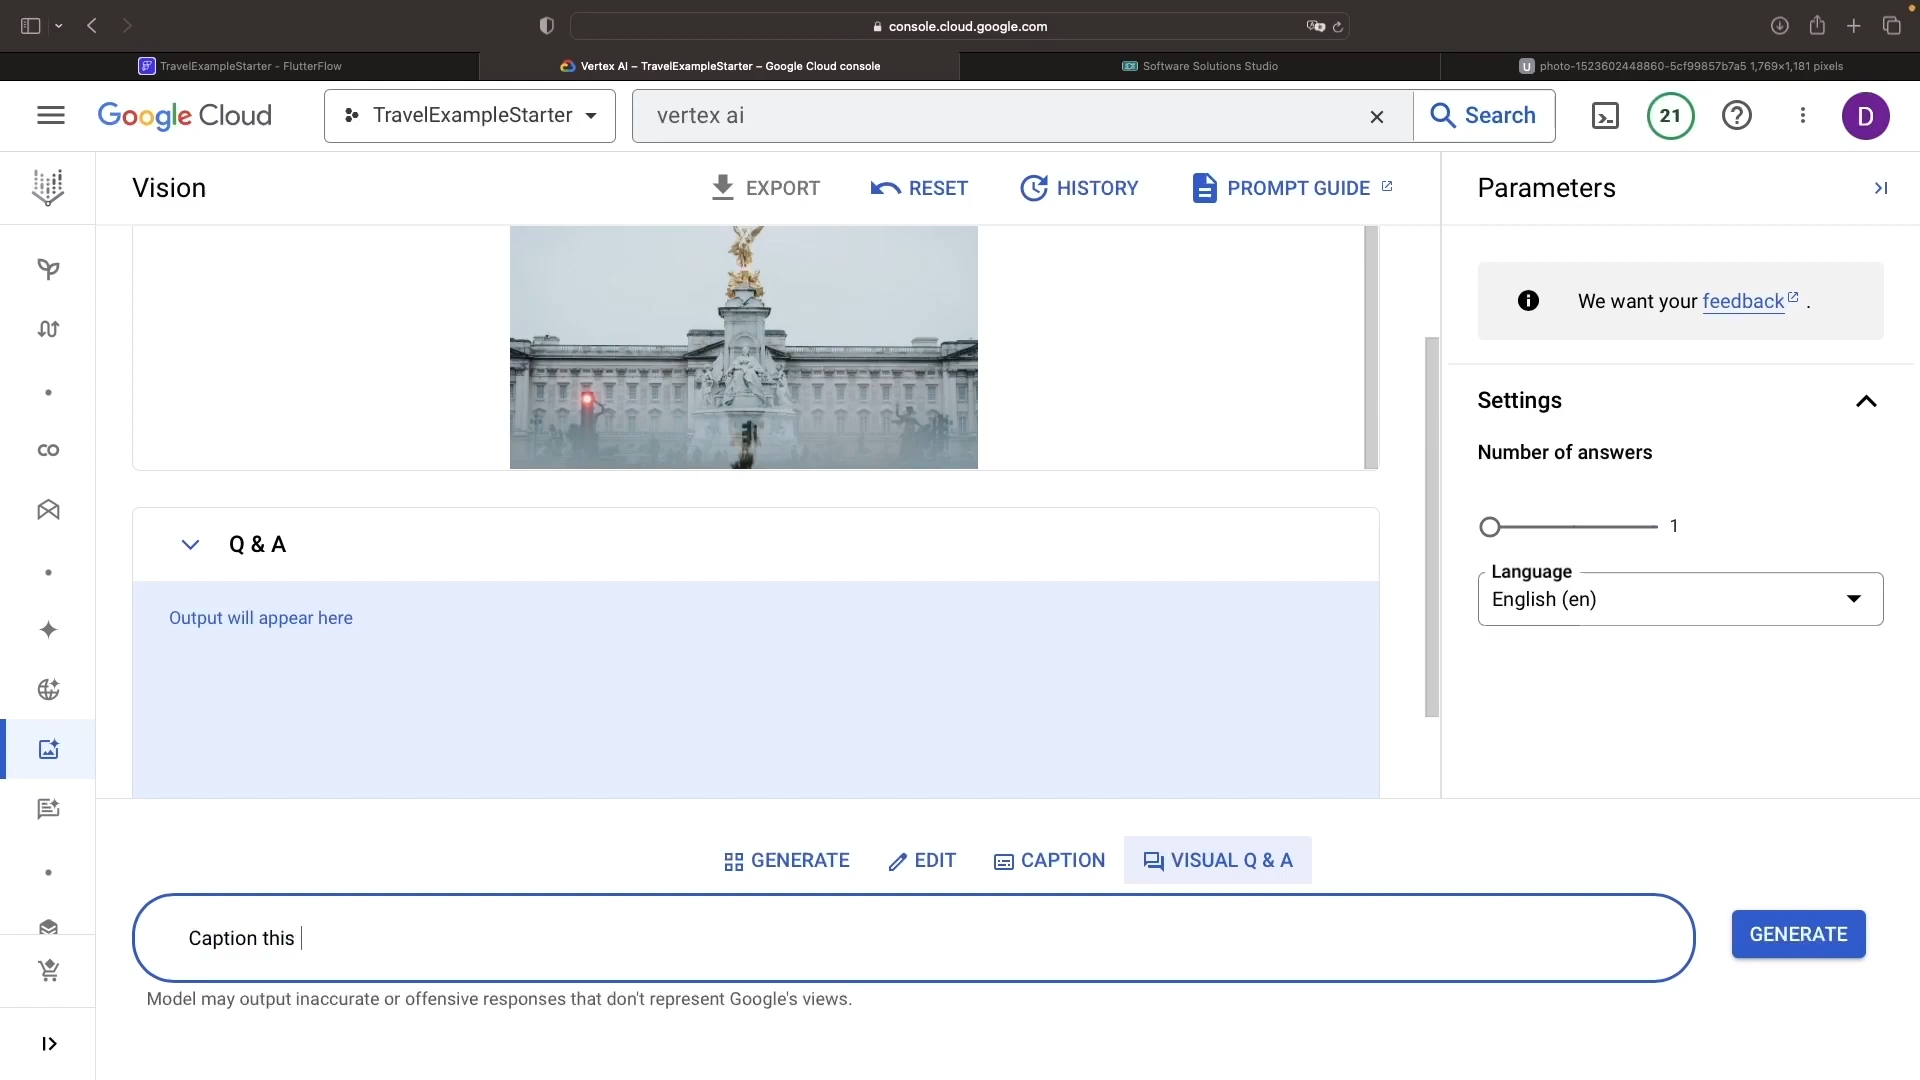 console.cloud.google.com
TravelExampleStarter - FlutterFlow
Vertex AI – TravelExampleStarter – Google Cloud console
Software Solutions Studio
U photo-1523602448860-5cf99857b7a5 1,769×1,181 pixels
Google Cloud
TravelExampleStarter
vertex ai
Search
21
D
Vision
EXPORT
RESET
HISTORY
PROMPT GUIDE
Parameters
We want your feedback .
Settings
Number of answers
1
Language
English (en)
Q & A
Output will appear here
GENERATE
EDIT
CAPTION
VISUAL Q & A
Caption this
GENERATE
Model may output inaccurate or offensive responses that don't represent Google's views.